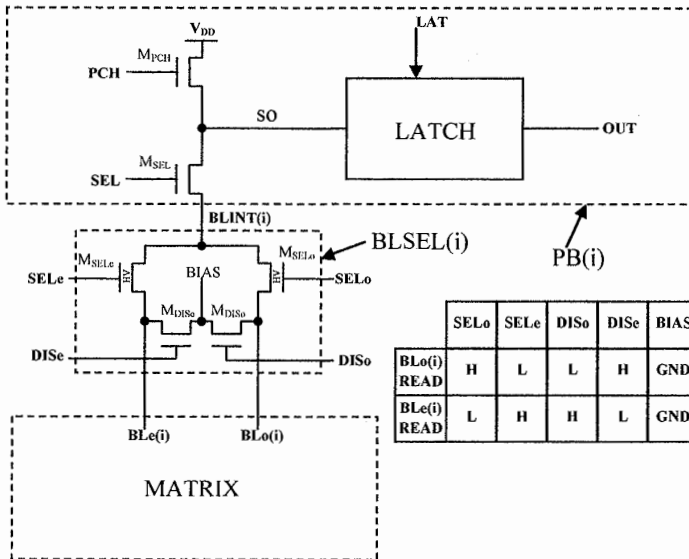 LAT
VDD
MPCH
PCH
SO
LATCH
OUT
MSEL
SEL
BLINT(i)
BLSEL(i)
PB(i)
MSELe
HV
HV
MSELo
SELe
BIAS
SELo
MDISo
MDISo
DISe
DISo
SELo SELe DISo DISe BIAS
BLo(i) READ H L L H GND
BLe(i) READ L H H L GND
BLe(i)
BLo(i)
MATRIX